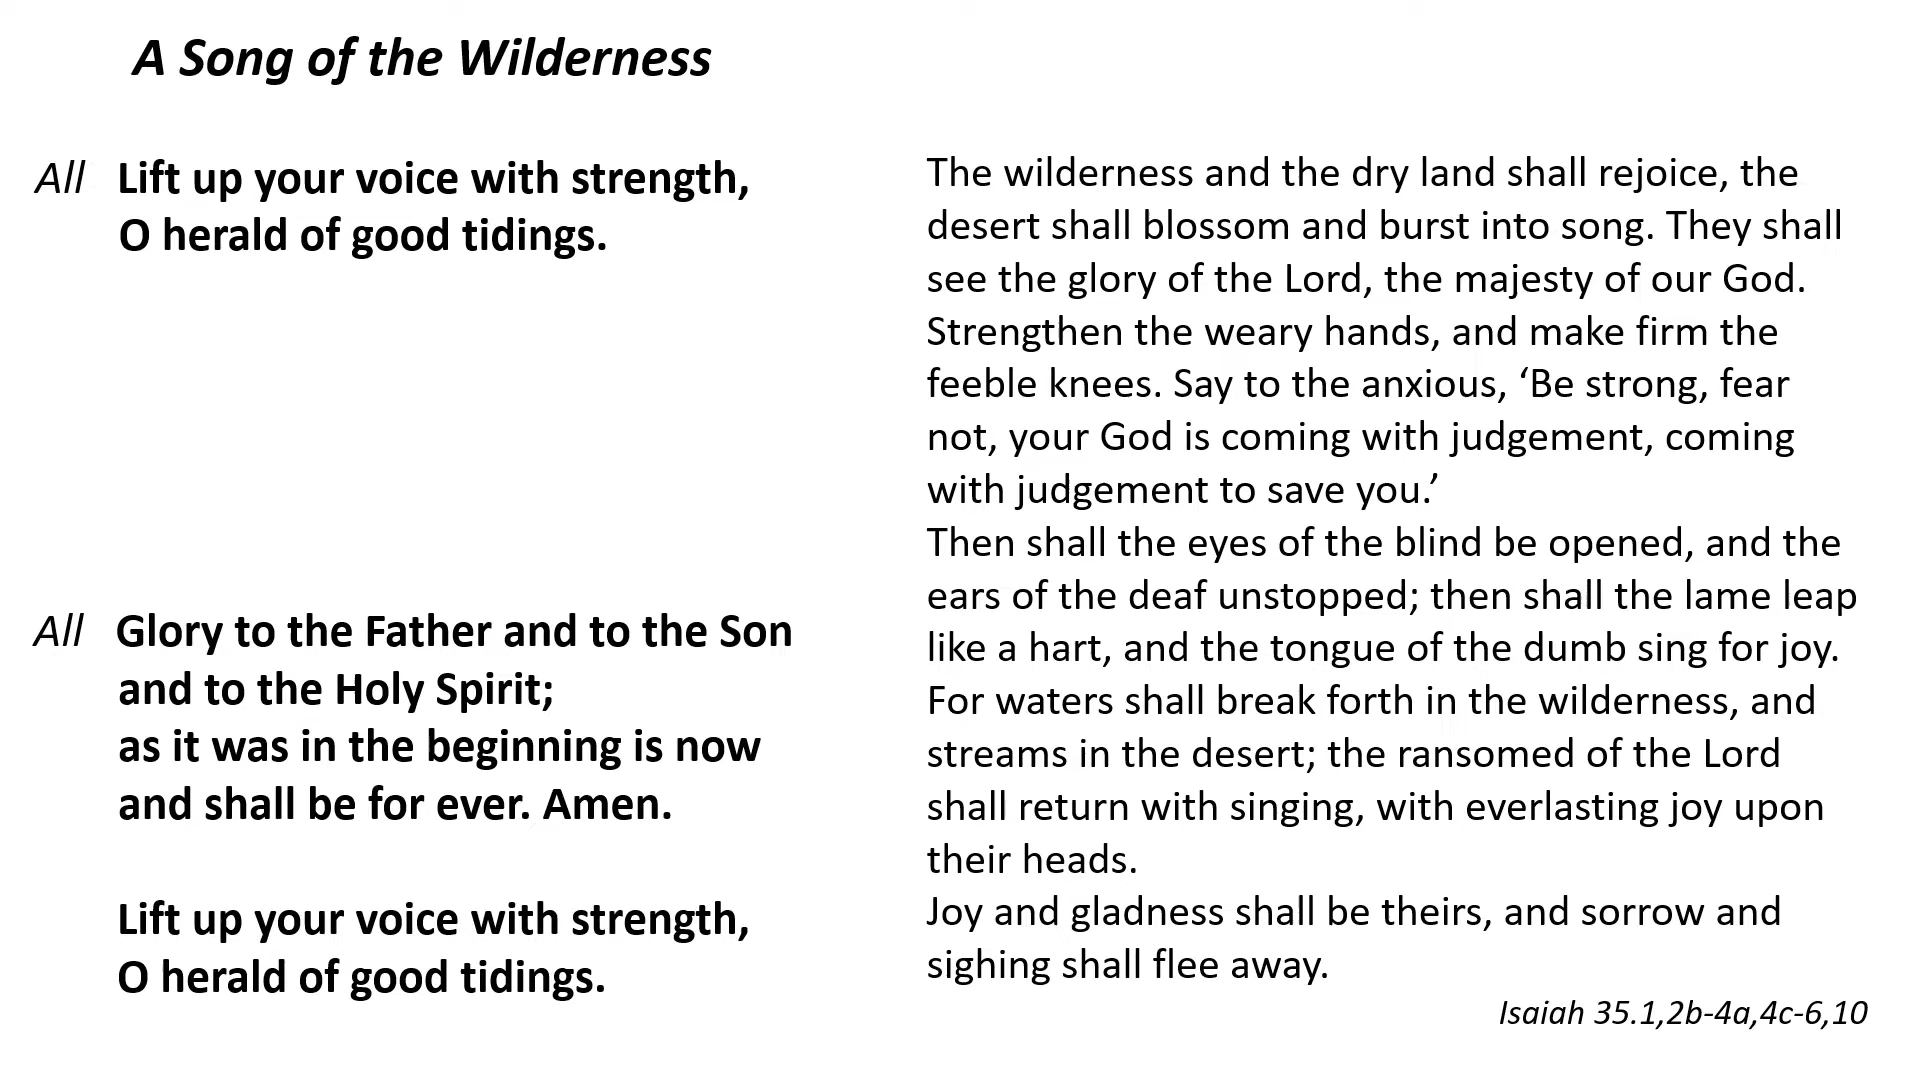 A Song of the Wilderness
All Lift up your voice with strength,
O herald of good tidings.
The wilderness and the dry land shall rejoice, the
desert shall blossom and burst into song. They shall
see the glory of the Lord, the majesty of our God.
Strengthen the weary hands, and make firm the
feeble knees. Say to the anxious, ‘Be strong, fear
not, your God is coming with judgement, coming
with judgement to save you.’
Then shall the eyes of the blind be opened, and the
ears of the deaf unstopped; then shall the lame leap
like a hart, and the tongue of the dumb sing for joy.
For waters shall break forth in the wilderness, and
streams in the desert; the ransomed of the Lord
shall return with singing, with everlasting joy upon
their heads.
Joy and gladness shall be theirs, and sorrow and
sighing shall flee away.
Isaiah 35.1,2b-4a,4c-6,10
All Glory to the Father and to the Son
and to the Holy Spirit;
as it was in the beginning is now
and shall be for ever. Amen.
Lift up your voice with strength,
O herald of good tidings.